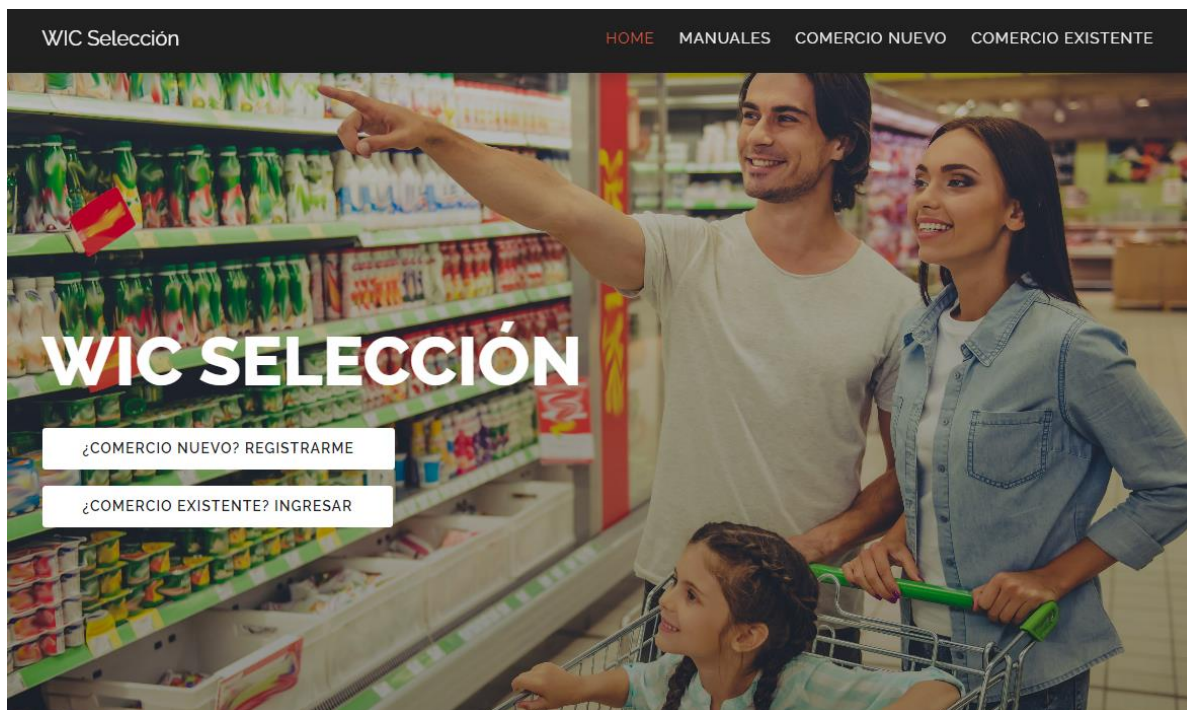 WIC Selección
HOME MANUALES COMERCIO NUEVO COMERCIO EXISTENTE
WIC SELECCIÓN
¿COMERCIO NUEVO? REGISTRARME
¿COMERCIO EXISTENTE? INGRESAR